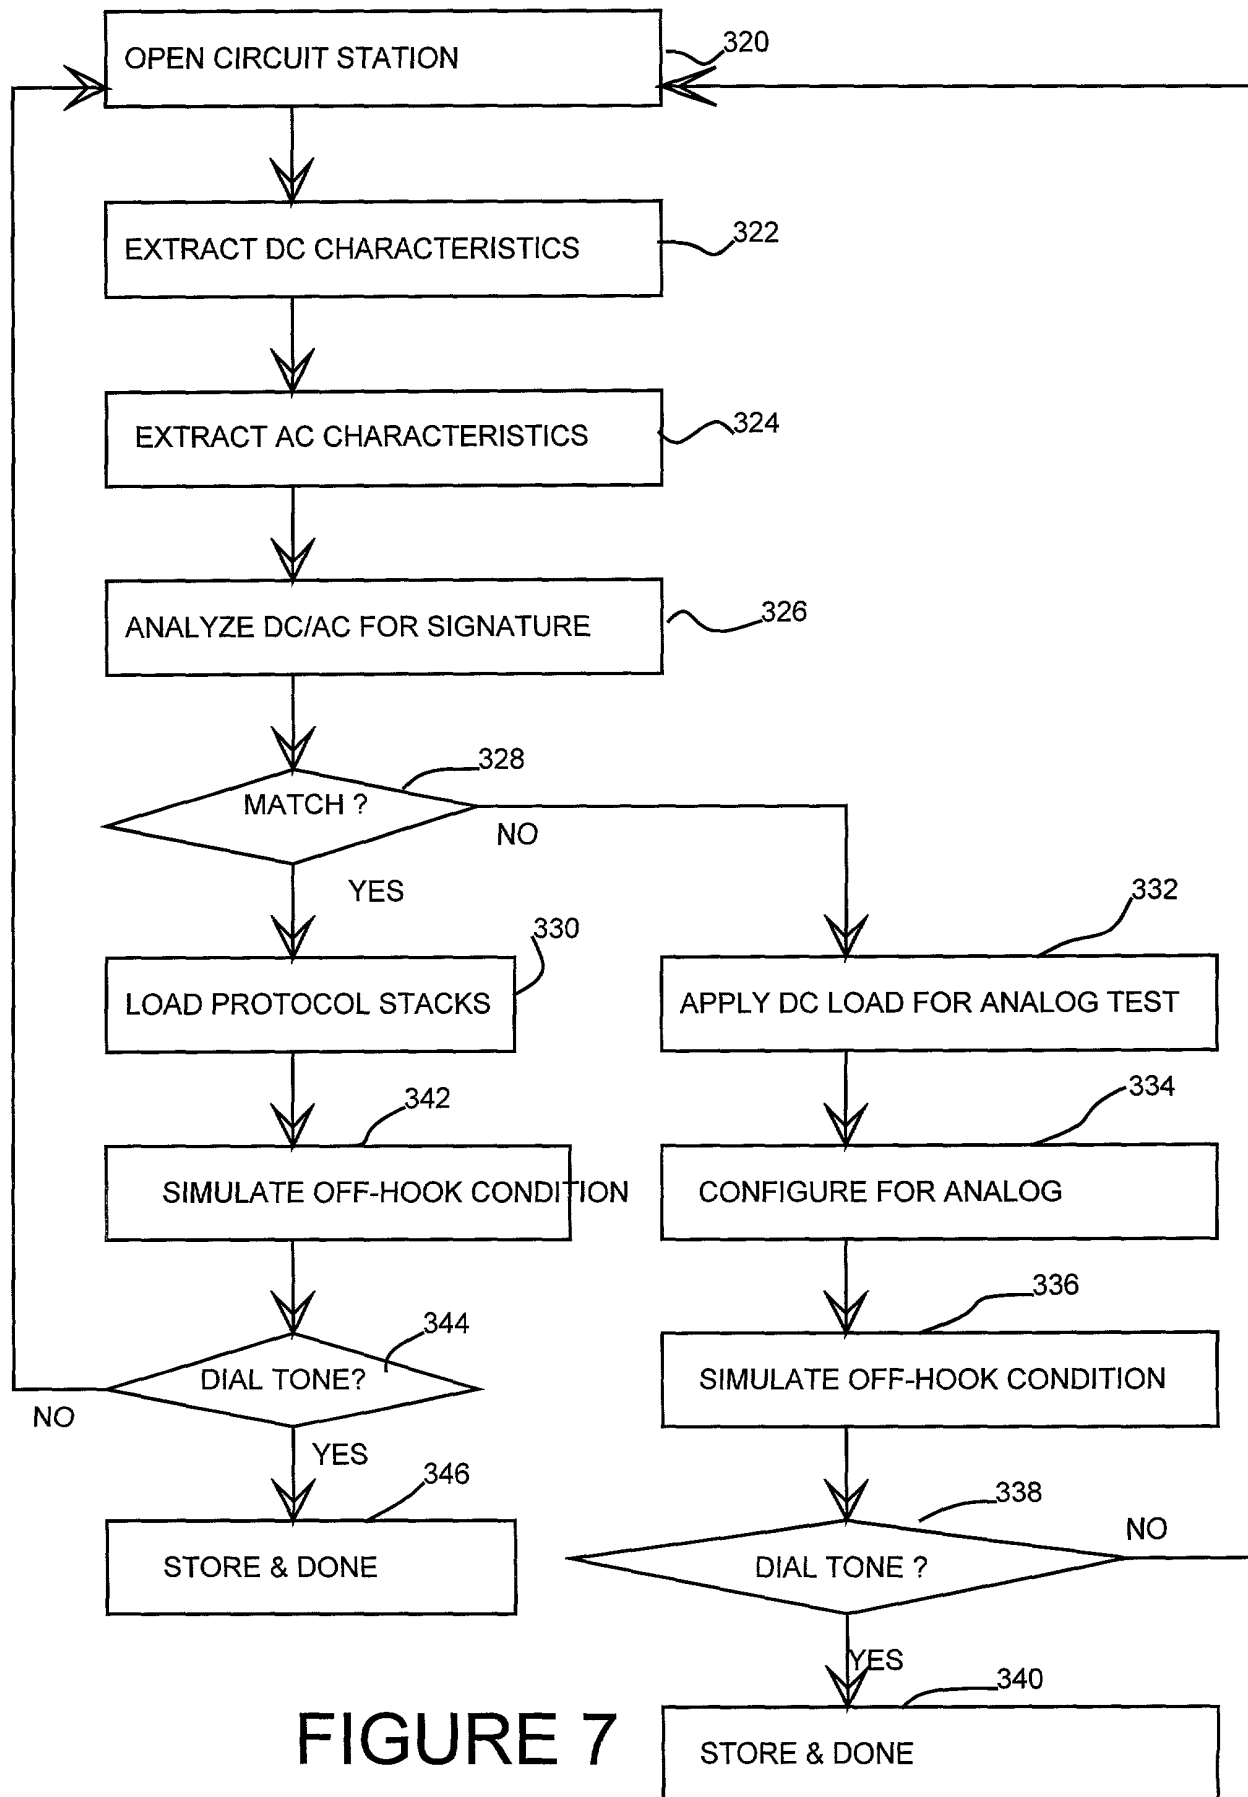 OPEN CIRCUIT STATION
320
EXTRACT DC CHARACTERISTICS
322
EXTRACT AC CHARACTERISTICS
324
ANALYZE DC/AC FOR SIGNATURE
326
MATCH ?
328
NO
YES
330
LOAD PROTOCOL STACKS
332
APPLY DC LOAD FOR ANALOG TEST
342
SIMULATE OFF-HOOK CONDITION
334
CONFIGURE FOR ANALOG
344
DIAL TONE?
NO
YES
336
SIMULATE OFF-HOOK CONDITION
346
STORE & DONE
338
DIAL TONE ?
NO
YES
340
STORE & DONE
FIGURE 7